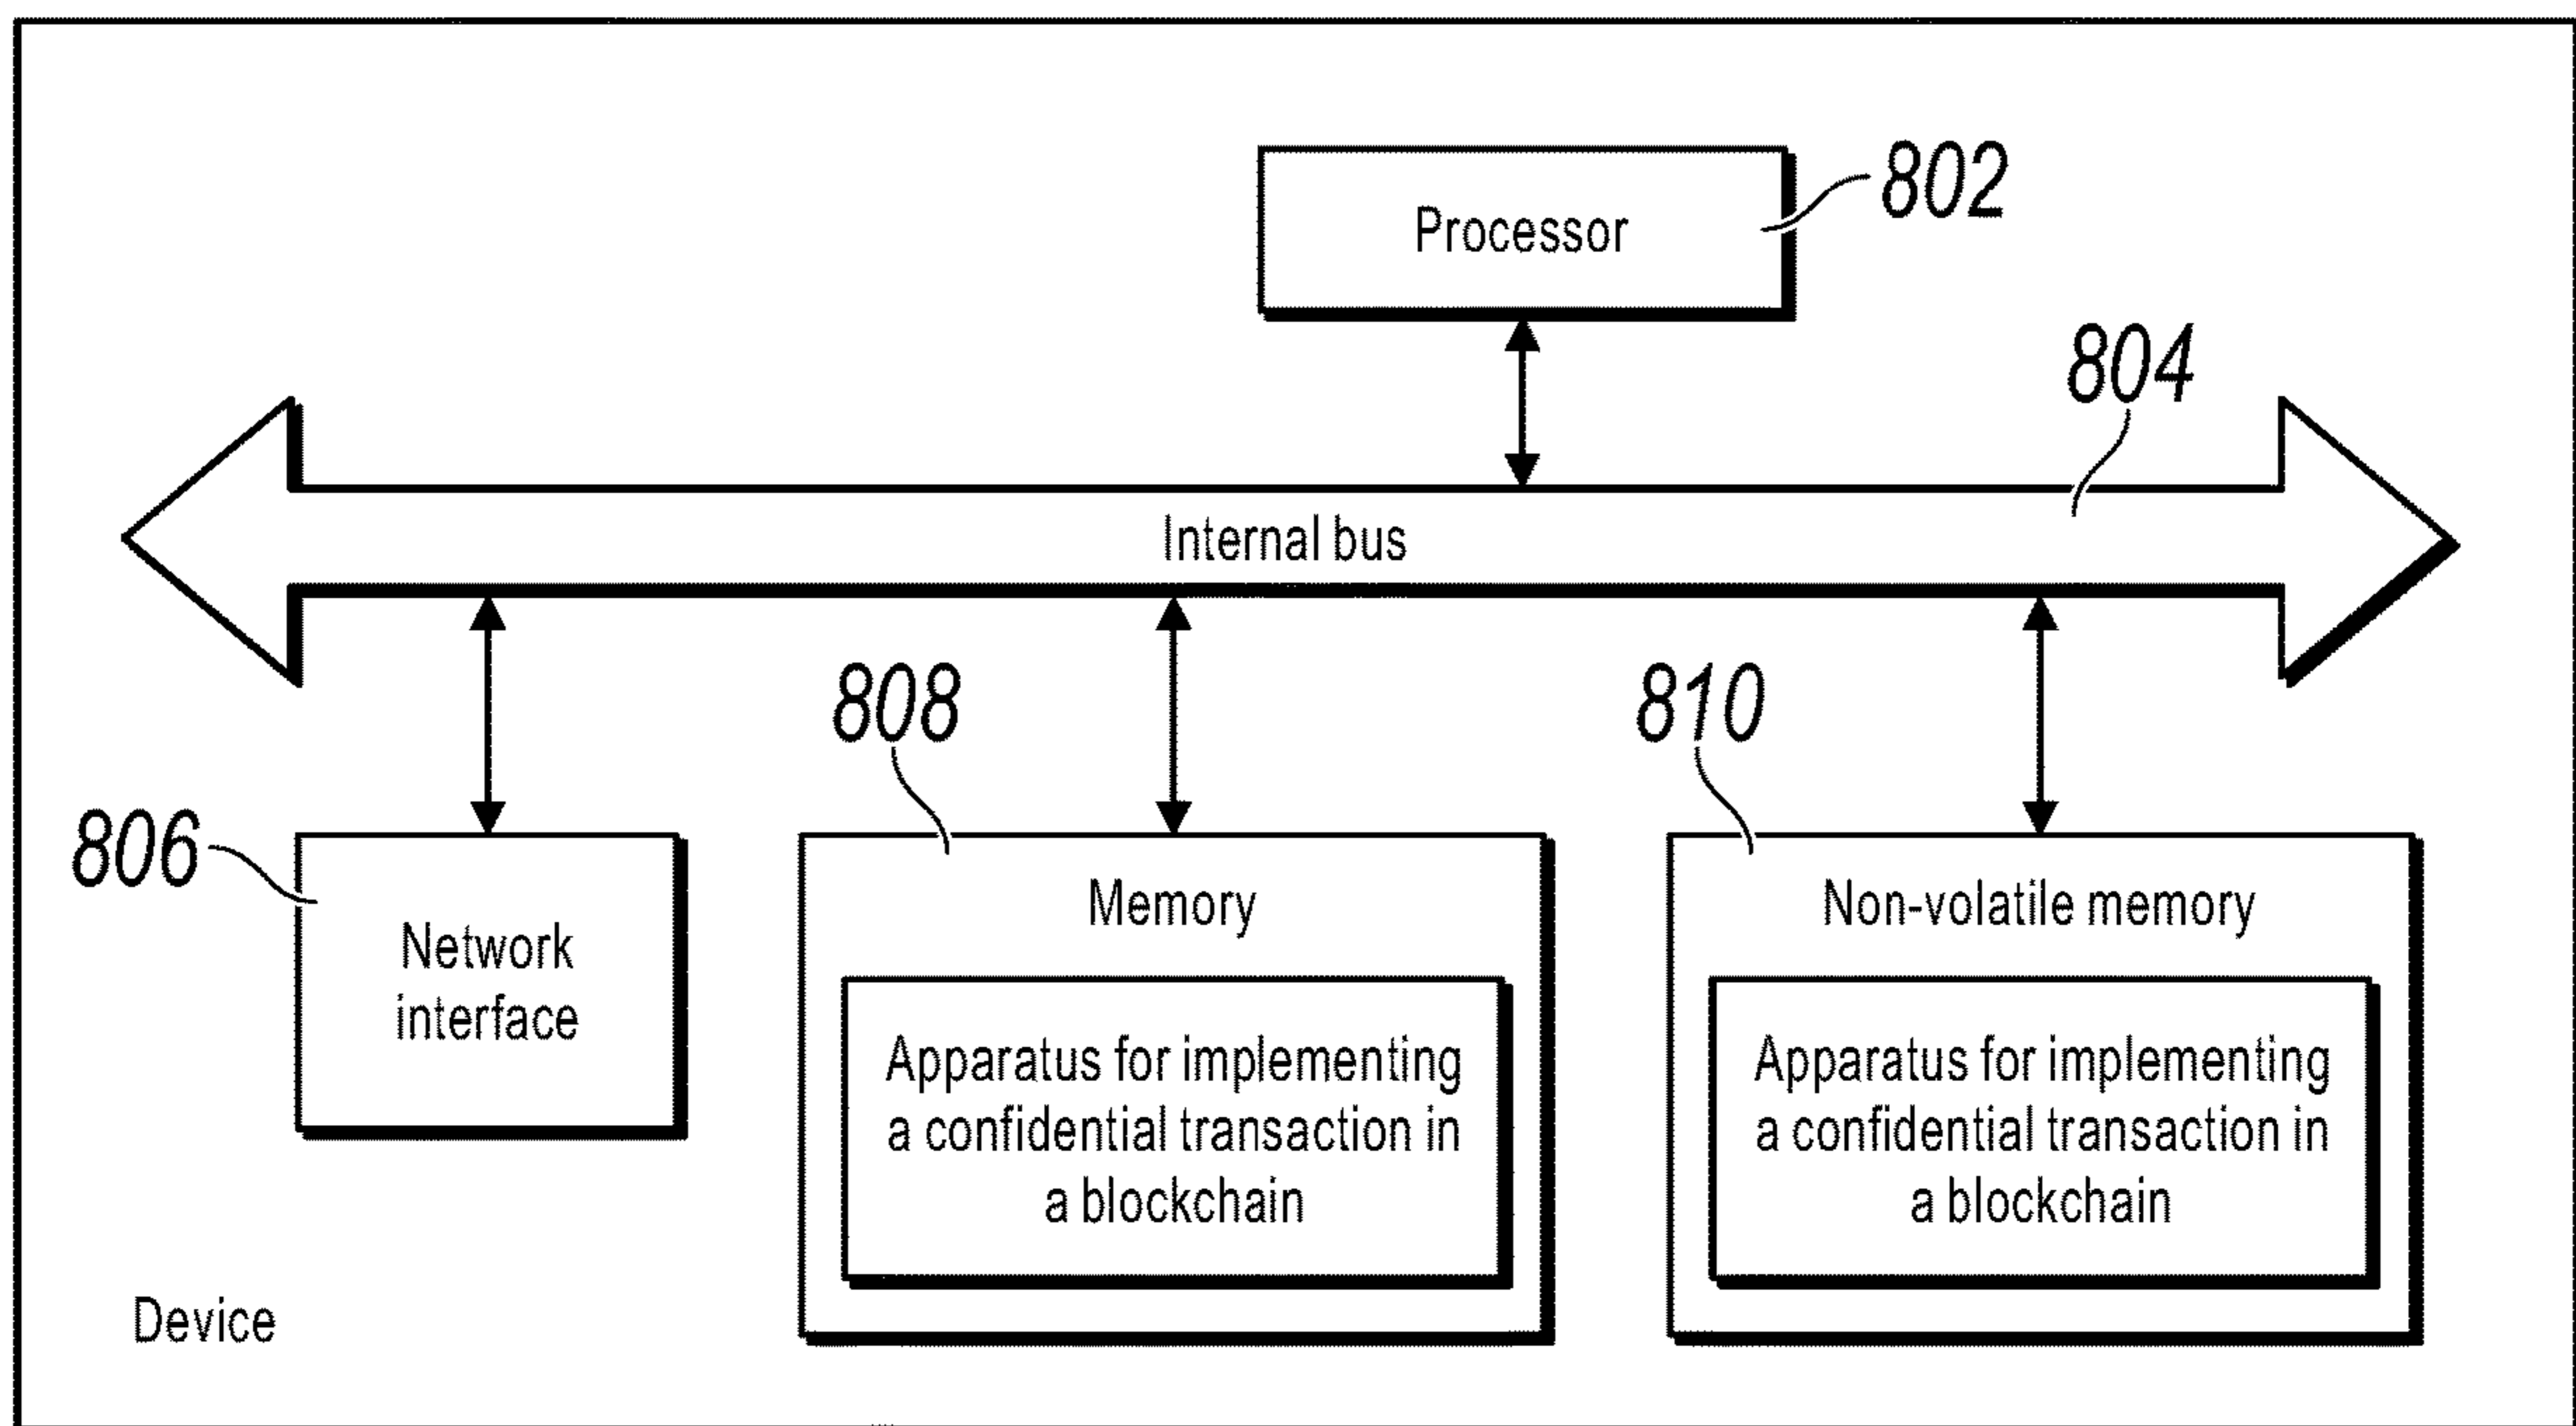 802
Processor
804
Internal bus
808
810
806
Network
interface
Memory
Apparatus for implementing
a confidential transaction in
a blockchain
Non-volatile memory
Apparatus for implementing
a confidential transaction in
a blockchain
Device